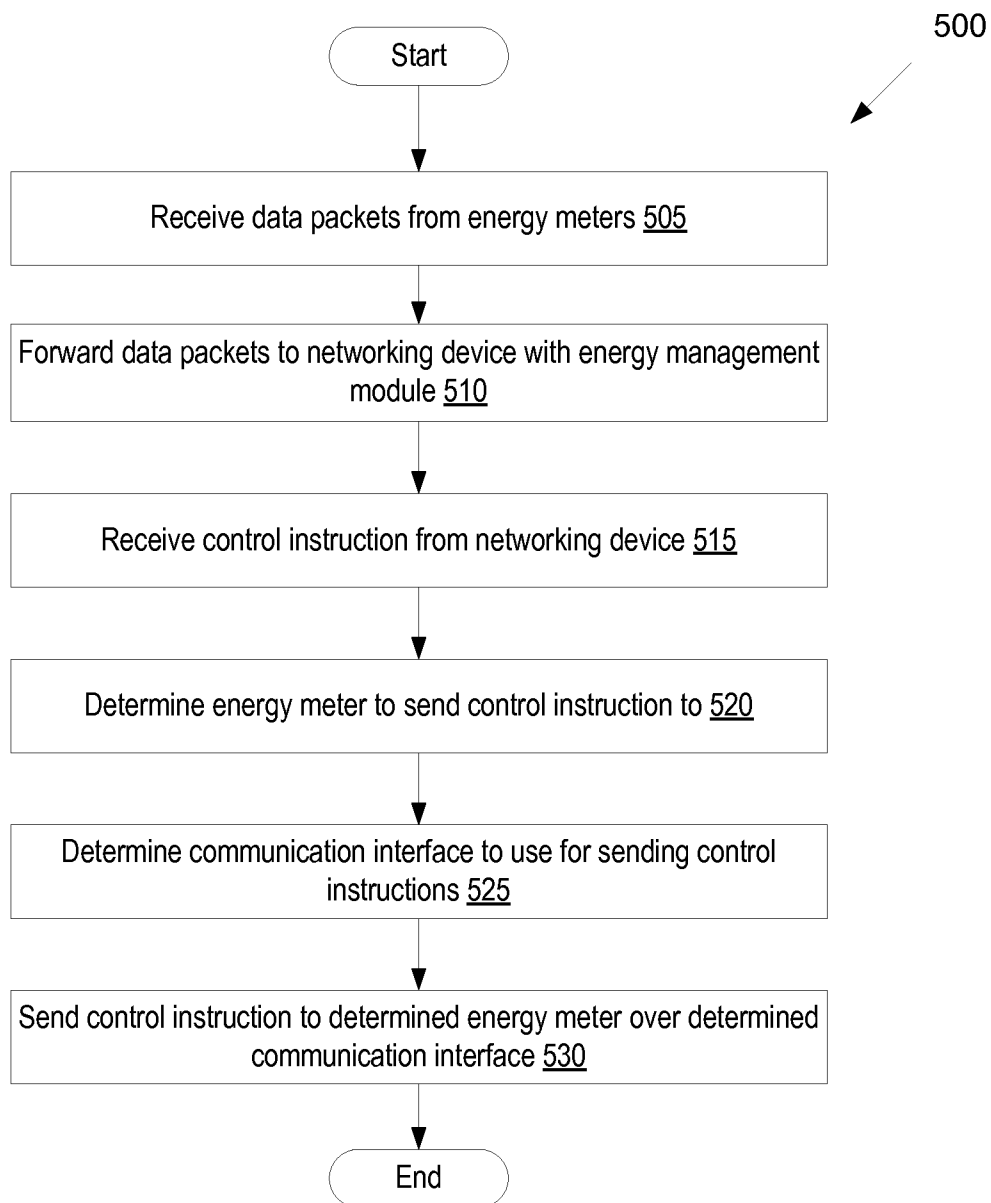 500
Start
Receive data packets from energy meters 505
Forward data packets to networking device with energy management
module 510
Receive control instruction from networking device 515
Determine energy meter to send control instruction to 520
Determine communication interface to use for sending control
instructions 525
Send control instruction to determined energy meter over determined
communication interface 530
End